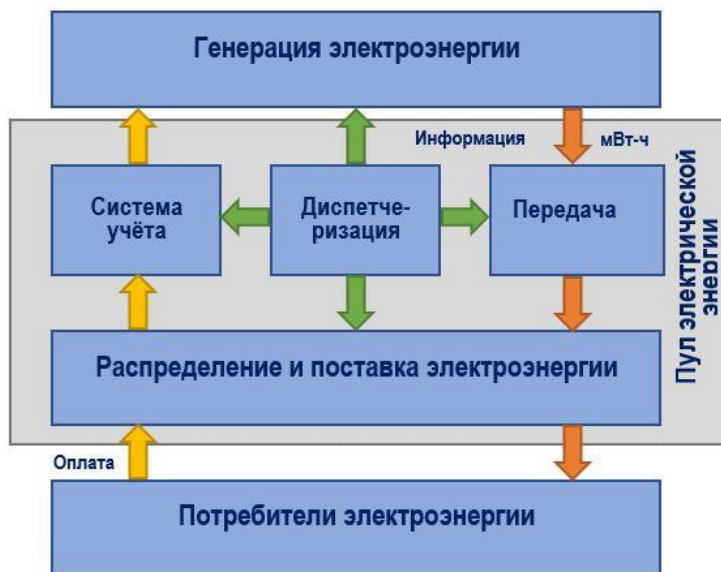 Генерация электроэнергии
Информация
мВт-ч
Система
учёта
Диспетче-
ризация
Передача
Пул электрической
энергии
Распределение и поставка электроэнергии
Оплата
Потребители электроэнергии